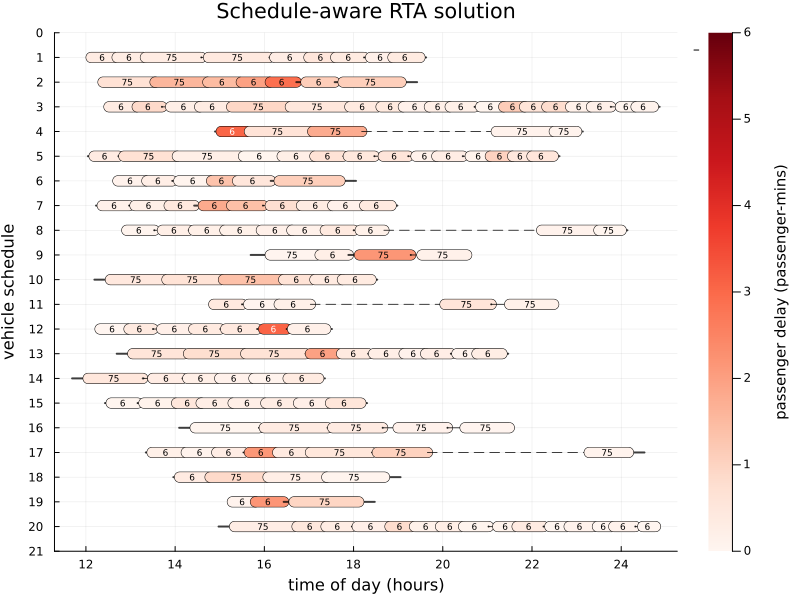 Schedule-aware RTA solution
0
1 6 6 75 75 6 6 6 6 6
2 75 75 6 6 6 6 75
3 6 6 6 6 75 75 6 6 6 6 6 6 6 6 6 6 6 6
4 6 75 75 75 75
5 6 75 75 6 6 6 6 6 6 6 6 6 6 6
6 6 6 6 6 6 75
7 6 6 6 6 6 6 6 6 6
8 6 6 6 6 6 6 6 6 75 75
9 75 6 75 75
10 75 75 75 6 6 6
11 6 6 6 75 75
12 6 6 6 6 6 6 6
13 75 75 75 6 6 6 6 6 6 6
14 75 6 6 6 6 6
15 6 6 6 6 6 6 6 6
16 75 75 75 75 75
17 6 6 6 6 6 75 75 75
18 6 75 75 75
19 6 6 75
20 75 6 6 6 6 6 6 6 6 6 6 6 6 6 6
21
12 14 16 18 20 22 24
time of day (hours)
vehicle schedule
6
5
4
3
2
1
0
passenger delay (passenger-mins)